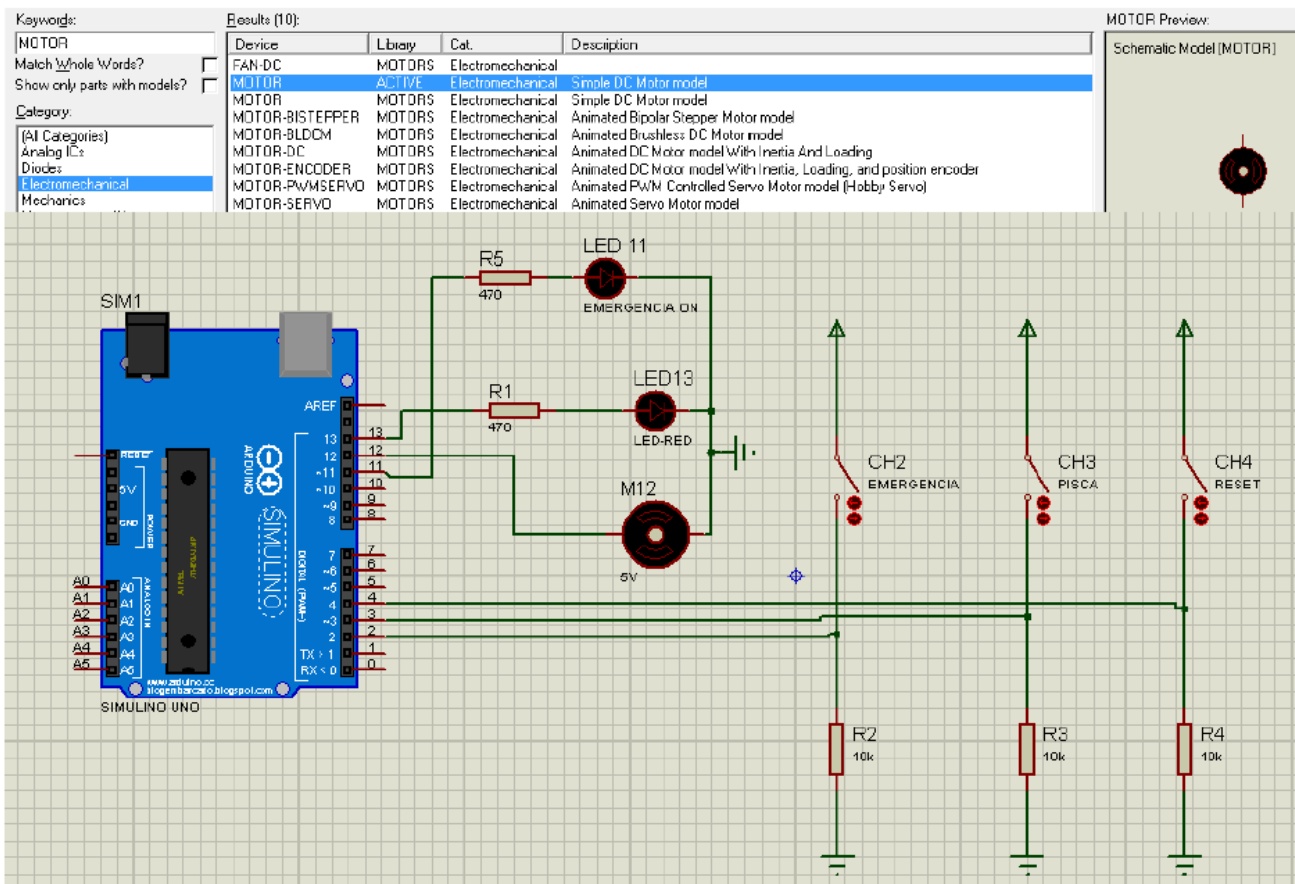 Keywords:
MOTOR
Match Whole Words?
Show only parts with models?
Category:
(All Categories)
Analog ICs
Diodes
Electromechanical
Mechanics
Results (10):
Device Library Cat. Description
FAN-DC MOTORS Electromechanical
MOTOR ACTIVE Electromechanical Simple DC Motor model
MOTOR MOTORS Electromechanical Simple DC Motor model
MOTOR-BISTEPPER MOTORS Electromechanical Animated Bipolar Stepper Motor model
MOTOR-BLDCM MOTORS Electromechanical Animated Brushless DC Motor model
MOTOR-DC MOTORS Electromechanical Animated DC Motor model With Inertia And Loading
MOTOR-ENCODER MOTORS Electromechanical Animated DC Motor model With Inertia, Loading, and position encoder
MOTOR-PWMSERVO MOTORS Electromechanical Animated PWM Controlled Servo Motor model (Hobby Servo)
MOTOR-SERVO MOTORS Electromechanical Animated Servo Motor model
MOTOR Preview:
Schematic Model [MOTOR]
LED 11
R5
470
EMERGENCIA ON
SIM1
LED13
R1
470
LED-RED
AREF
13 13
12 12
~11 11
~10 10
~9 9
8 8
7 7
~6 6
~5 5
4 4
~3 3
2 2
TX > 1 1
RX < 0 0
RESET
5V
GND
POWER
ARDUINO
SIMULINO
DIGITAL (PWM~)
ANALOG IN
A0 A0
A1 A1
A2 A2
A3 A3
A4 A4
A5 A5
www.arduino.cc
blogembarcado.blogspot.com
SIMULINO UNO
M12
5V
CH2
EMERGENCIA
CH3
PISCA
CH4
RESET
R2
10k
R3
10k
R4
10k